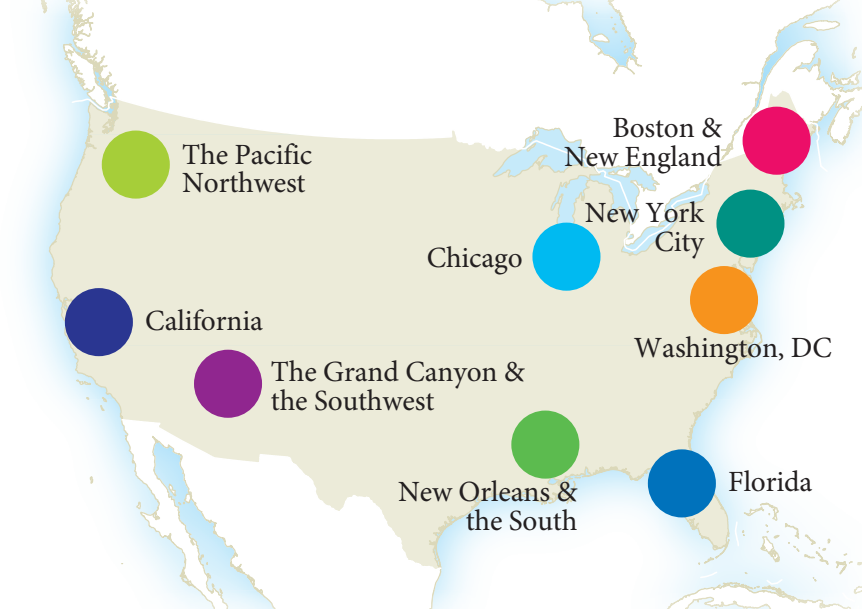 Boston &
New England
The Pacific
Northwest
New York
City
Chicago
California
Washington, DC
The Grand Canyon &
the Southwest
New Orleans &
the South
Florida